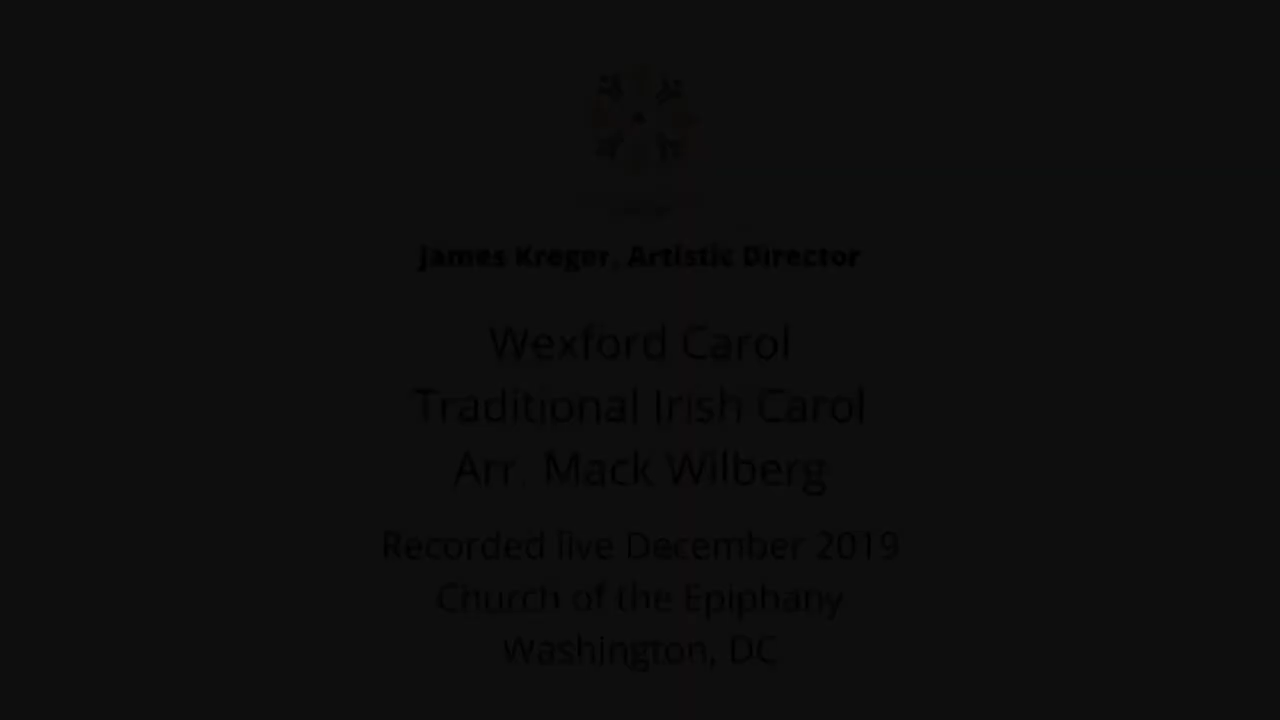 James Kreger, Artistic Director
Wexford Carol
Traditional Irish Carol
Arr. Mack Wilberg
Recorded live December 2019
Church of the Epiphany
Washington, DC